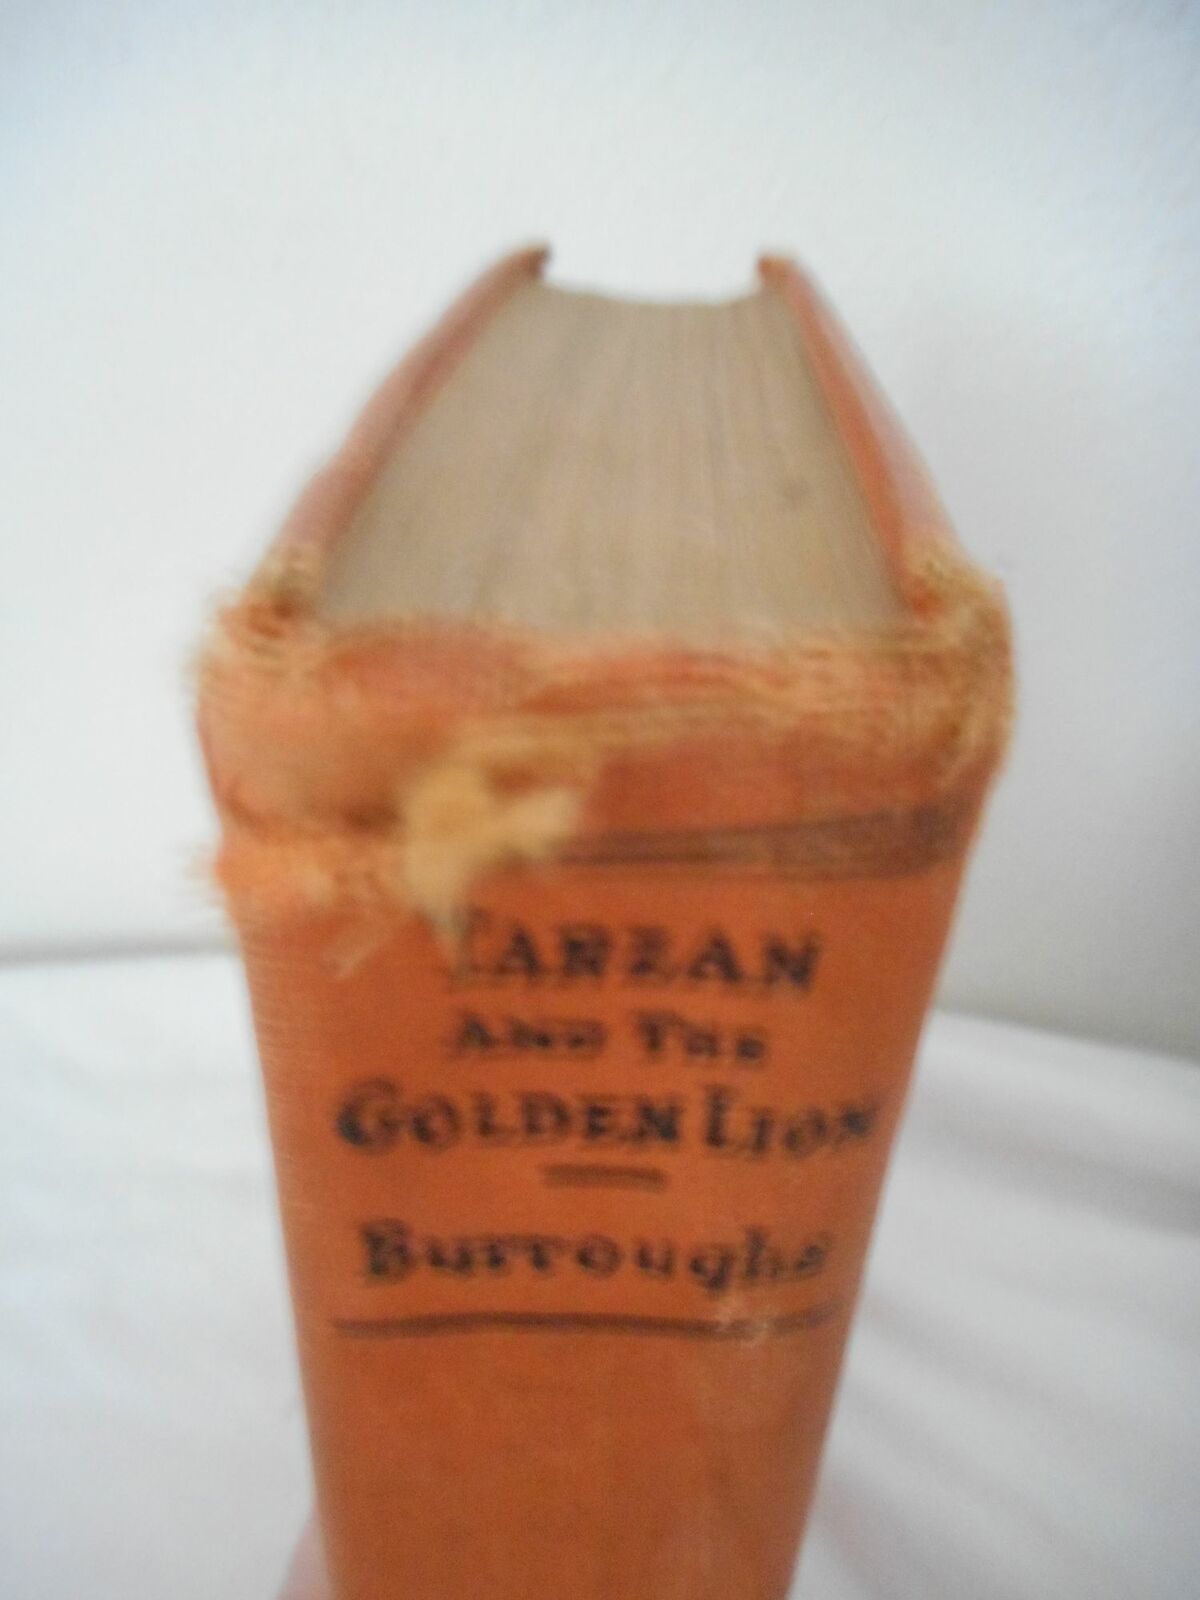 TARZAN
AND THE
GOLDEN LION
Burroughs